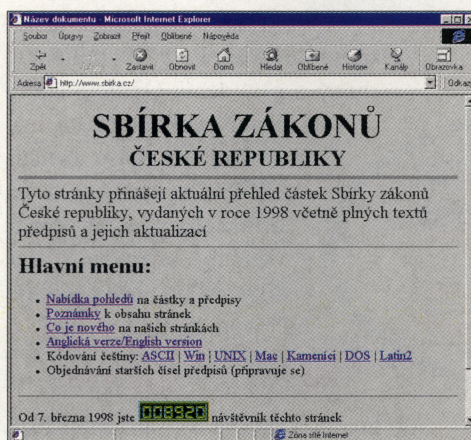 Název dokumentu - Microsoft Internet Explorer
Soubor Úpravy Zobrazit Přejít Oblíbené Nápověda
Zpět Zastavit Obnovit Domů Hledat Oblíbené Historie Kanály Obrazovka
Adresa http://www.sbirka.cz/ Odkazy
SBÍRKA ZÁKONŮ
ČESKÉ REPUBLIKY
Tyto stránky přinášejí aktuální přehled částek Sbírky zákonů
České republiky, vydaných v roce 1998 včetně plných textů
předpisů a jejich aktualizací
Hlavní menu:
• Nabídka pohledů na částky a předpisy
• Poznámky k obsahu stránek
• Co je nového na našich stránkách
• Anglická verze/English version
• Kódování češtiny: ASCII | Win | UNIX | Mac | Kameníci | DOS | Latin2
• Objednávání starších čísel předpisů (připravuje se)
Od 7. března 1998 jste 008920 návštěvník těchto stránek
Zóna sítě Internet